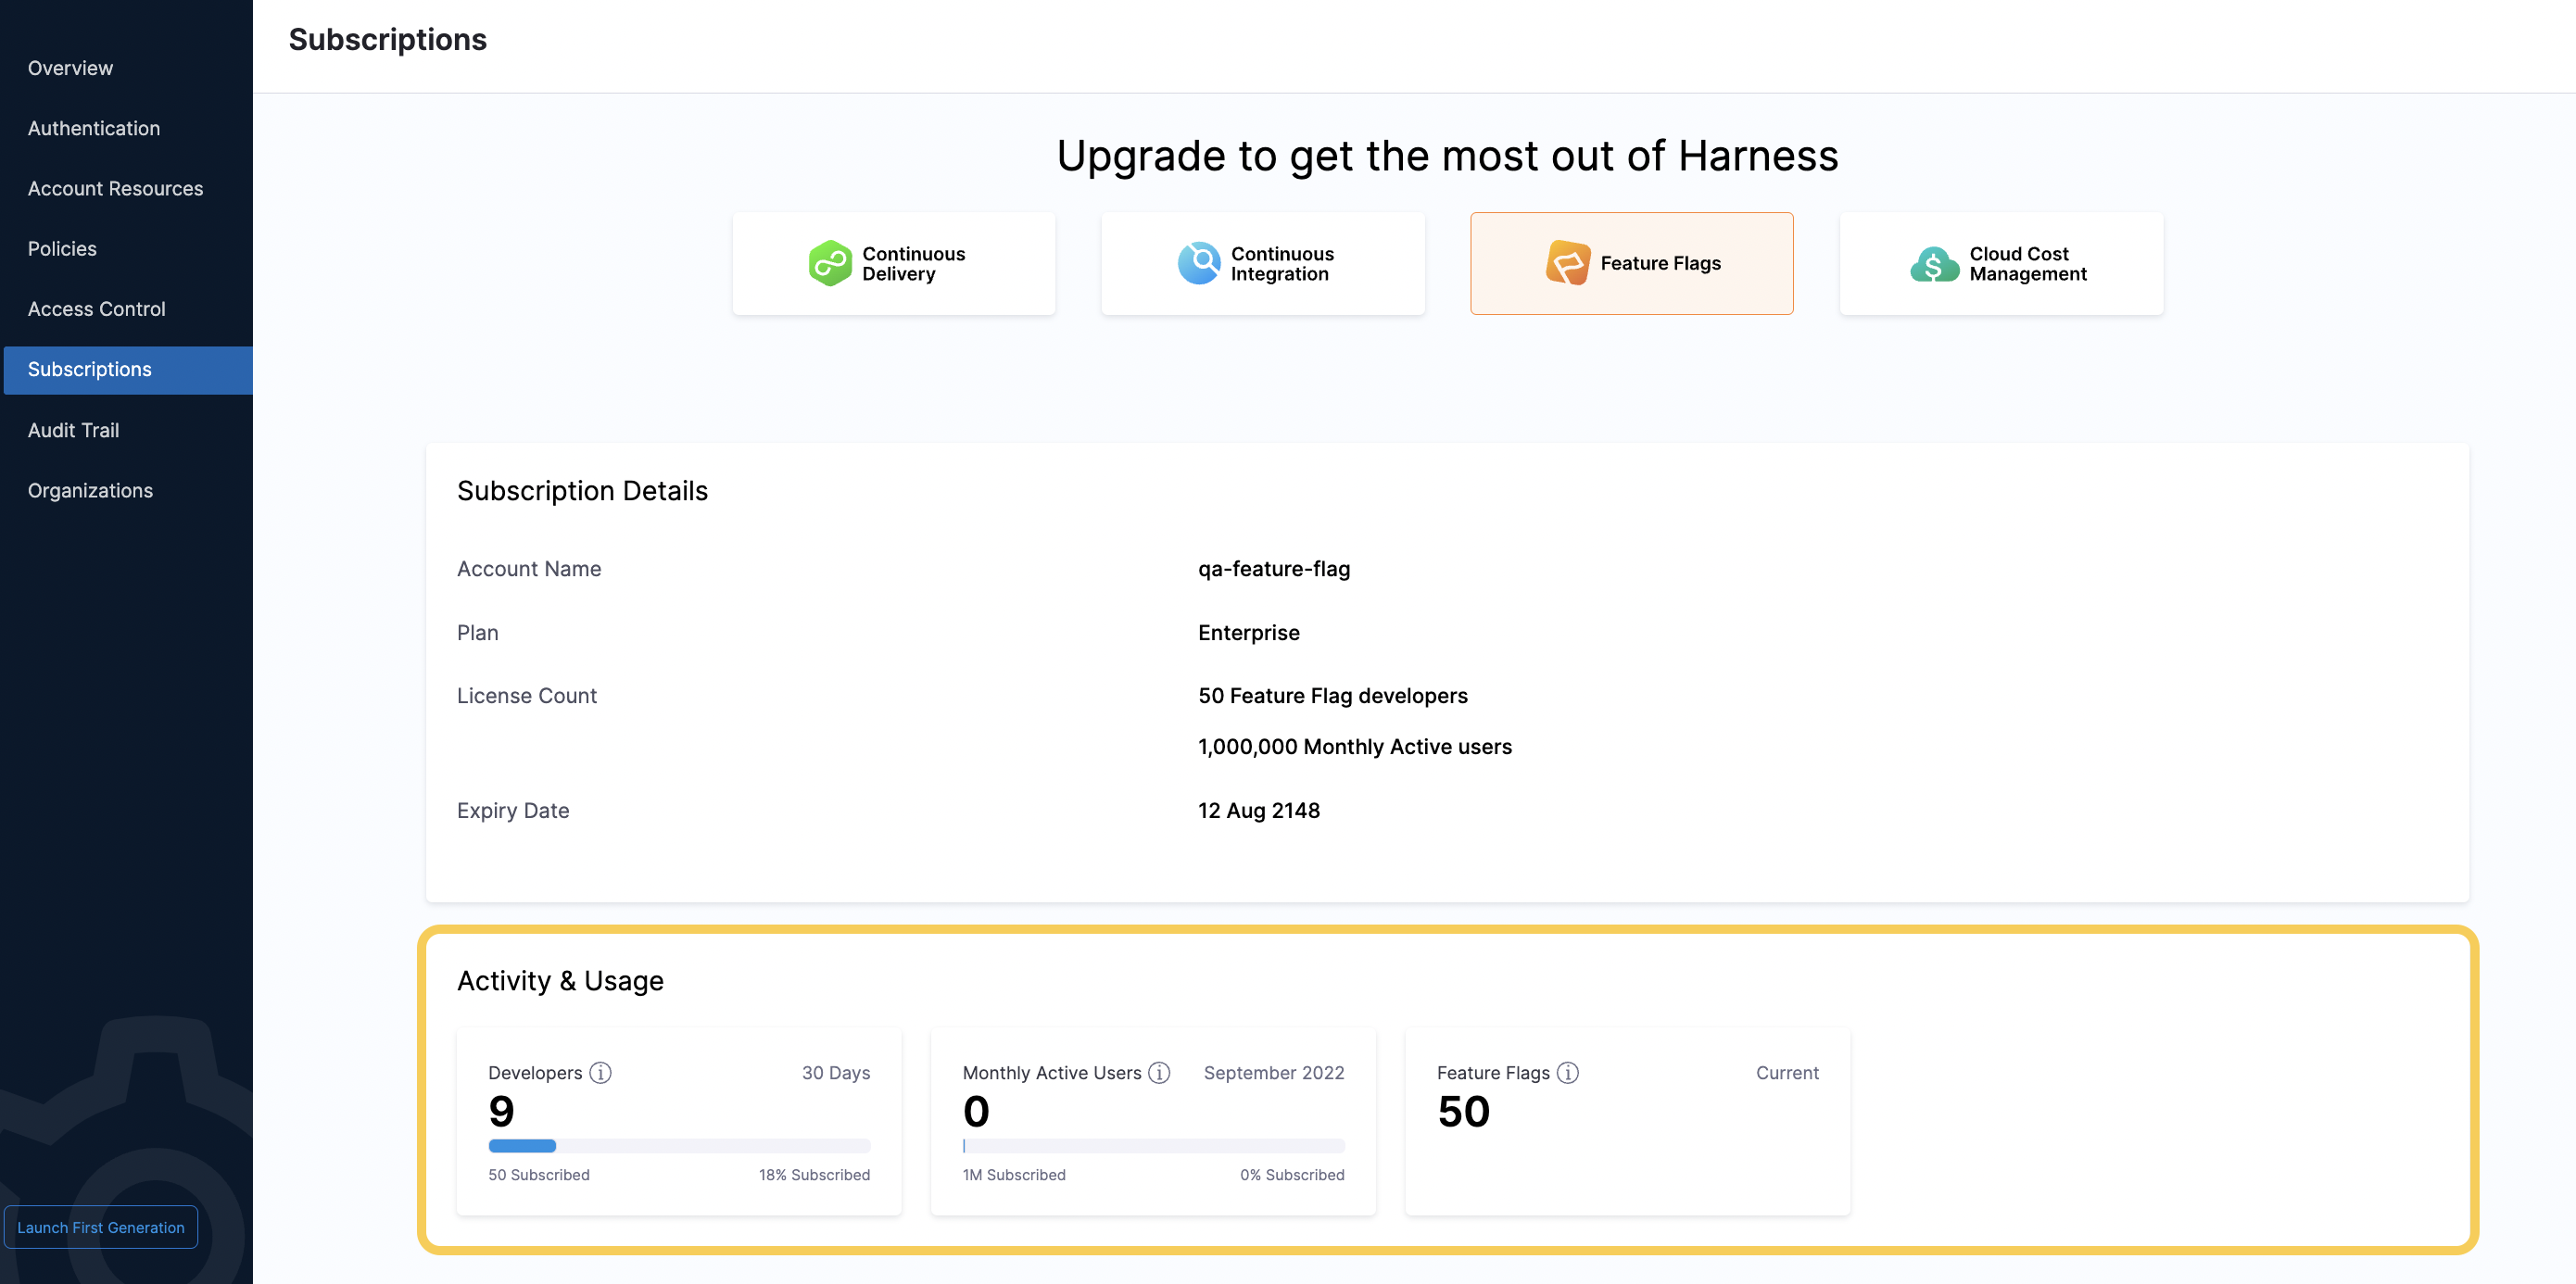 Overview
Authentication
Account Resources
Policies
Access Control
Subscriptions
Audit Trail
Organizations
Launch First Generation
Subscriptions
Upgrade to get the most out of Harness
Continuous
Delivery
Continuous
Integration
Feature Flags
Cloud Cost
Management
Subscription Details
Account Name
qa-feature-flag
Plan
Enterprise
License Count
50 Feature Flag developers
1,000,000 Monthly Active users
Expiry Date
12 Aug 2148
Activity & Usage
Developers
30 Days
9
50 Subscribed
18% Subscribed
Monthly Active Users
September 2022
0
1M Subscribed
0% Subscribed
Feature Flags
Current
50